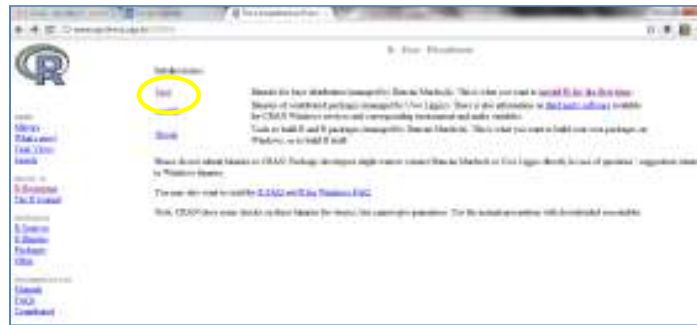 R for Windows
Subdirectories:
base
Binaries for base distribution (managed by Duncan Murdoch). This is what you want to install R for the first time.
Binaries of contributed packages (managed by Uwe Ligges). There is also information on third party software available
for CRAN Windows services and corresponding environment and make variables.
Rtools
Tools to build R and R packages (managed by Duncan Murdoch). This is what you want to build your own packages on
Windows, or to build R itself.
Please do not submit binaries to CRAN. Package developers might want to contact Duncan Murdoch or Uwe Ligges directly in case of questions / suggestions related
to Windows binaries.
You may also want to read the R FAQ and R for Windows FAQ.
Note: CRAN does some checks on these binaries for viruses, but cannot give guarantees. Use the normal precautions with downloaded executables.
R
CRAN
Mirrors
What's new?
Task Views
Search
About R
R Homepage
The R Journal
Software
R Sources
R Binaries
Packages
Other
Documentation
Manuals
FAQs
Contributed